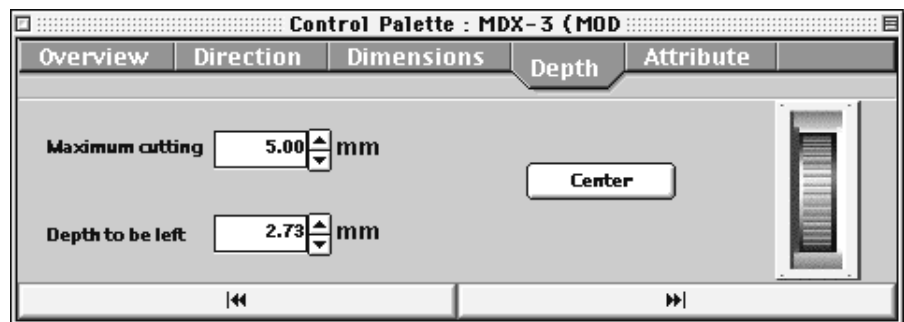 Control Palette : MDX-3 (MOD
Overview Direction Dimensions Depth Attribute
Maximum cutting 5.00 mm
Center
Depth to be left 2.73 mm